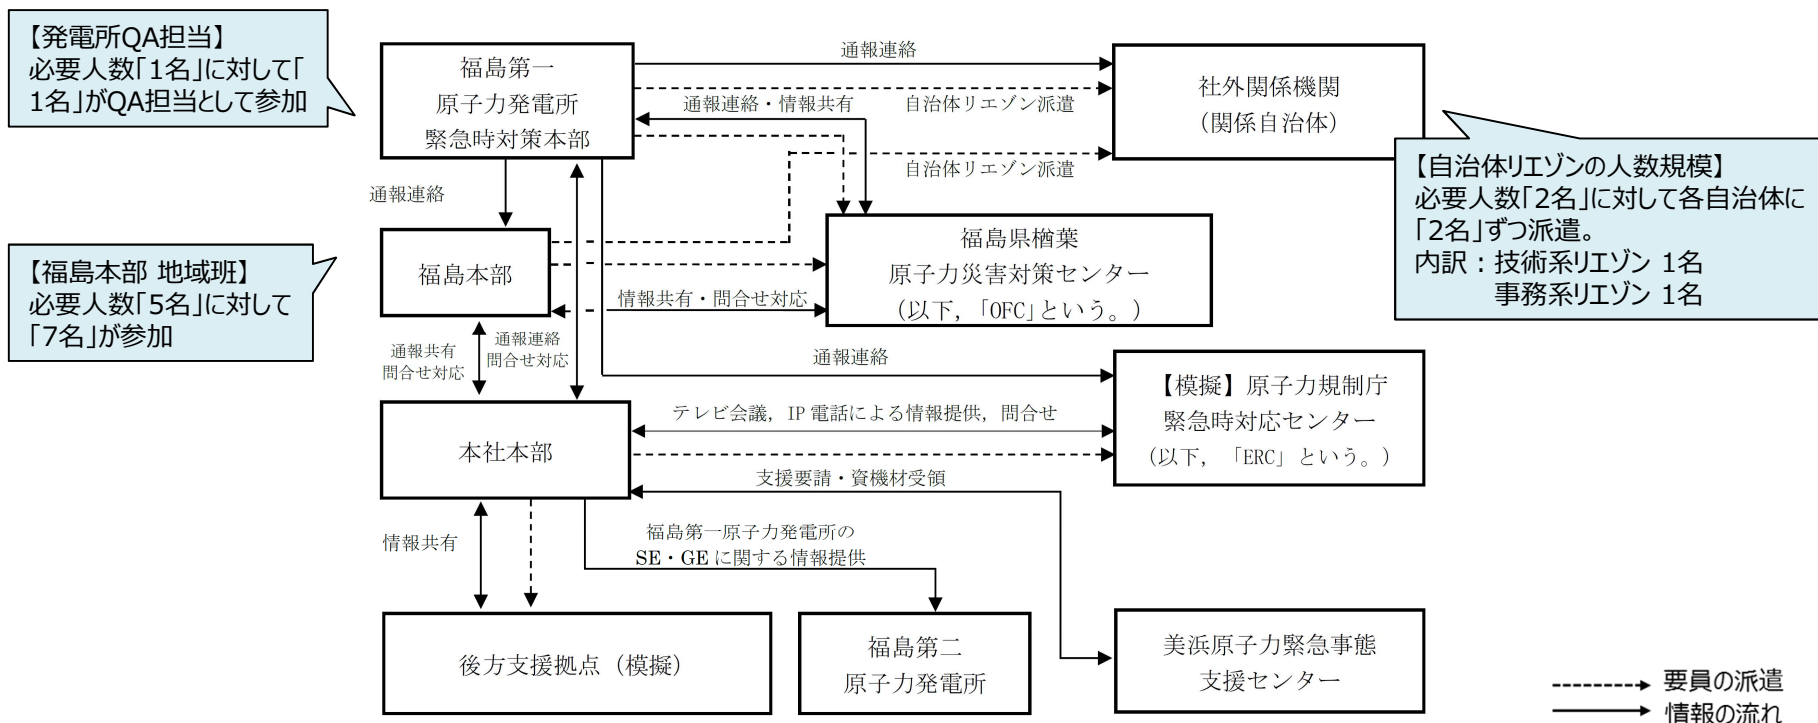 【発電所QA担当】
必要人数「1名」に対して「
1名」がQA担当として参加
福島第一
原子力発電所
緊急時対策本部
通報連絡
自治体リエゾン派遣
通報連絡・情報共有
自治体リエゾン派遣
社外関係機関
（関係自治体）
【自治体リエゾンの人数規模】
必要人数「2名」に対して各自治体に
「2名」ずつ派遣。
内訳：技術系リエゾン 1名
事務系リエゾン 1名
通報連絡
【福島本部 地域班】
必要人数「5名」に対して
「7名」が参加
福島本部
福島県楢葉
原子力災害対策センター
（以下，「OFC」という。）
情報共有・問合せ対応
通報共有
問合せ対応
通報連絡
問合せ対応
通報連絡
【模擬】原子力規制庁
緊急時対応センター
（以下，「ERC」という。）
テレビ会議，IP 電話による情報提供，問合せ
本社本部
支援要請・資機材受領
情報共有
福島第一原子力発電所の
SE・GE に関する情報提供
後方支援拠点（模擬）
福島第二
原子力発電所
美浜原子力緊急事態
支援センター
要員の派遣
情報の流れ